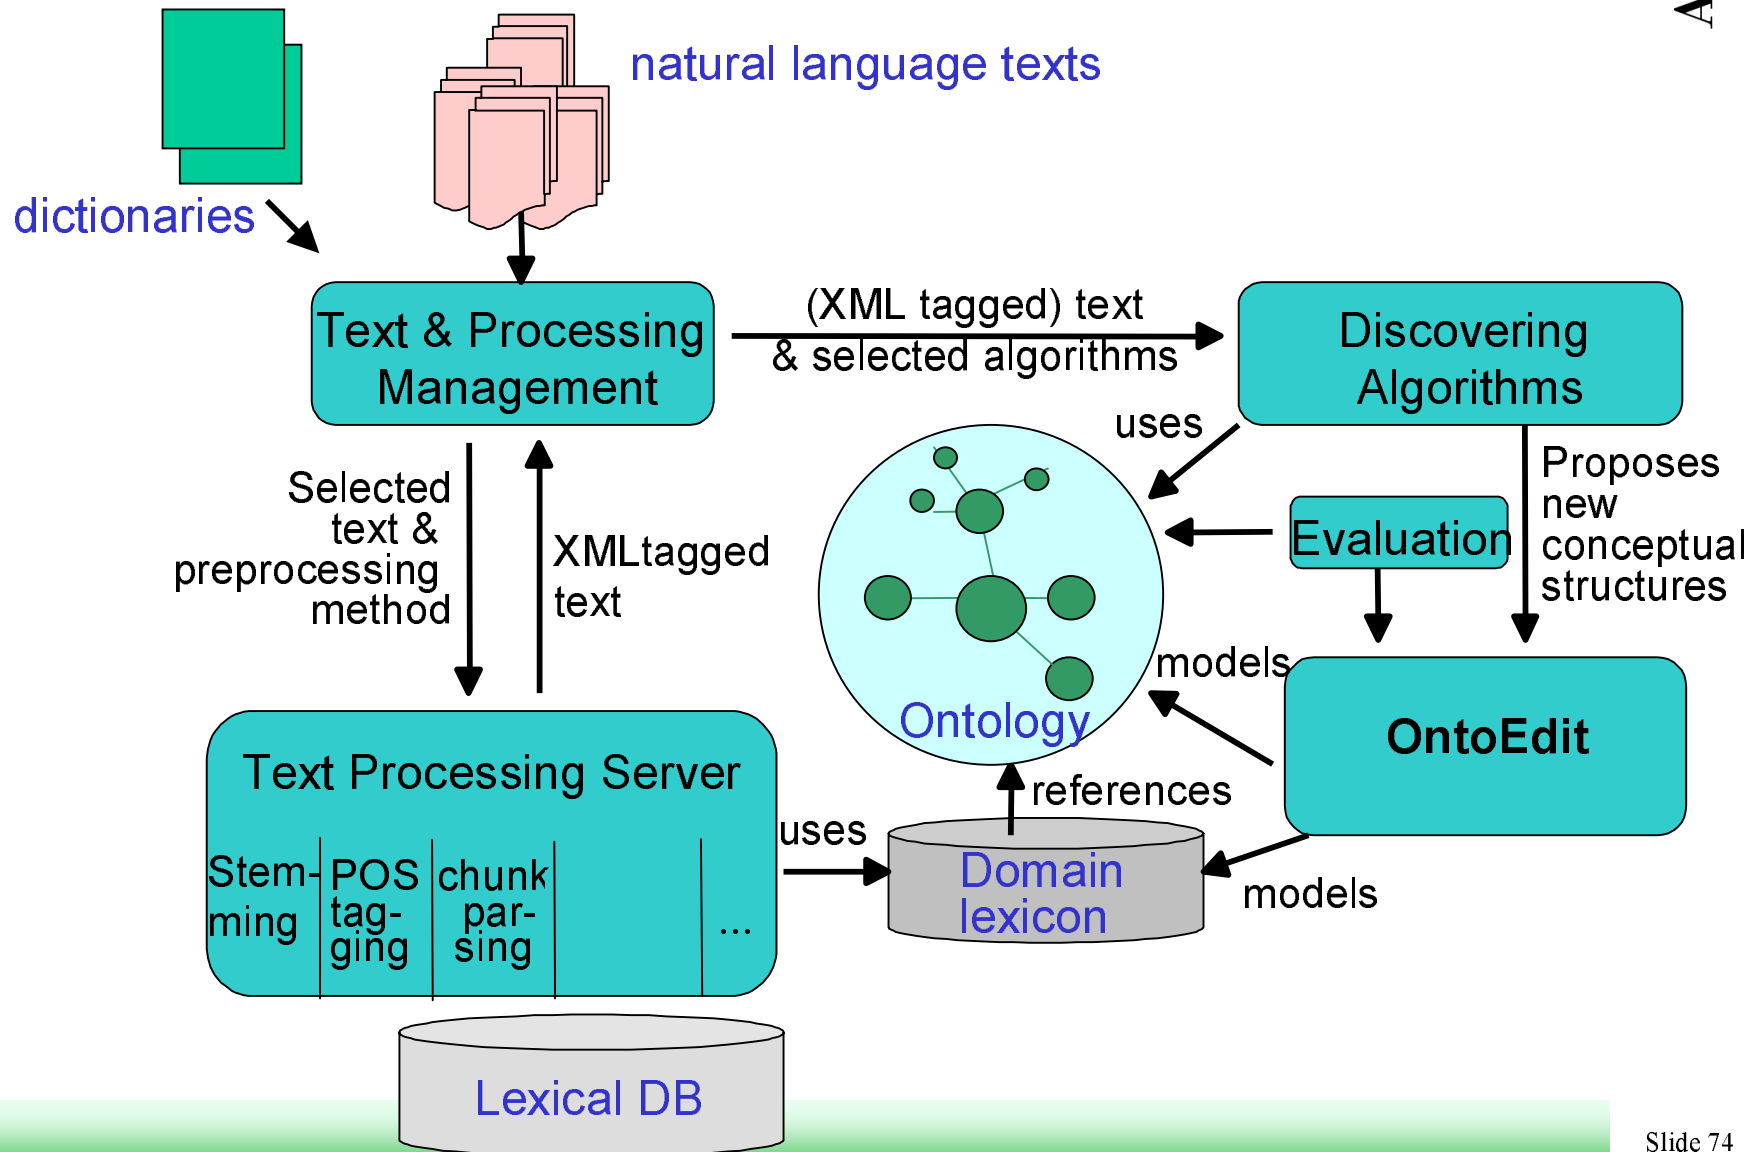 A
natural language texts
dictionaries
Text & Processing
Management
(XML tagged) text
& selected algorithms
Discovering
Algorithms
uses
Proposes
new
conceptual
structures
Evaluation
Selected
text &
preprocessing
method
XMLtagged
text
models
Ontology
OntoEdit
references
Text Processing Server
uses
Stem-
ming
POS
tag-
ging
chunk
par-
sing
...
Domain
lexicon
models
Lexical DB
Slide 74